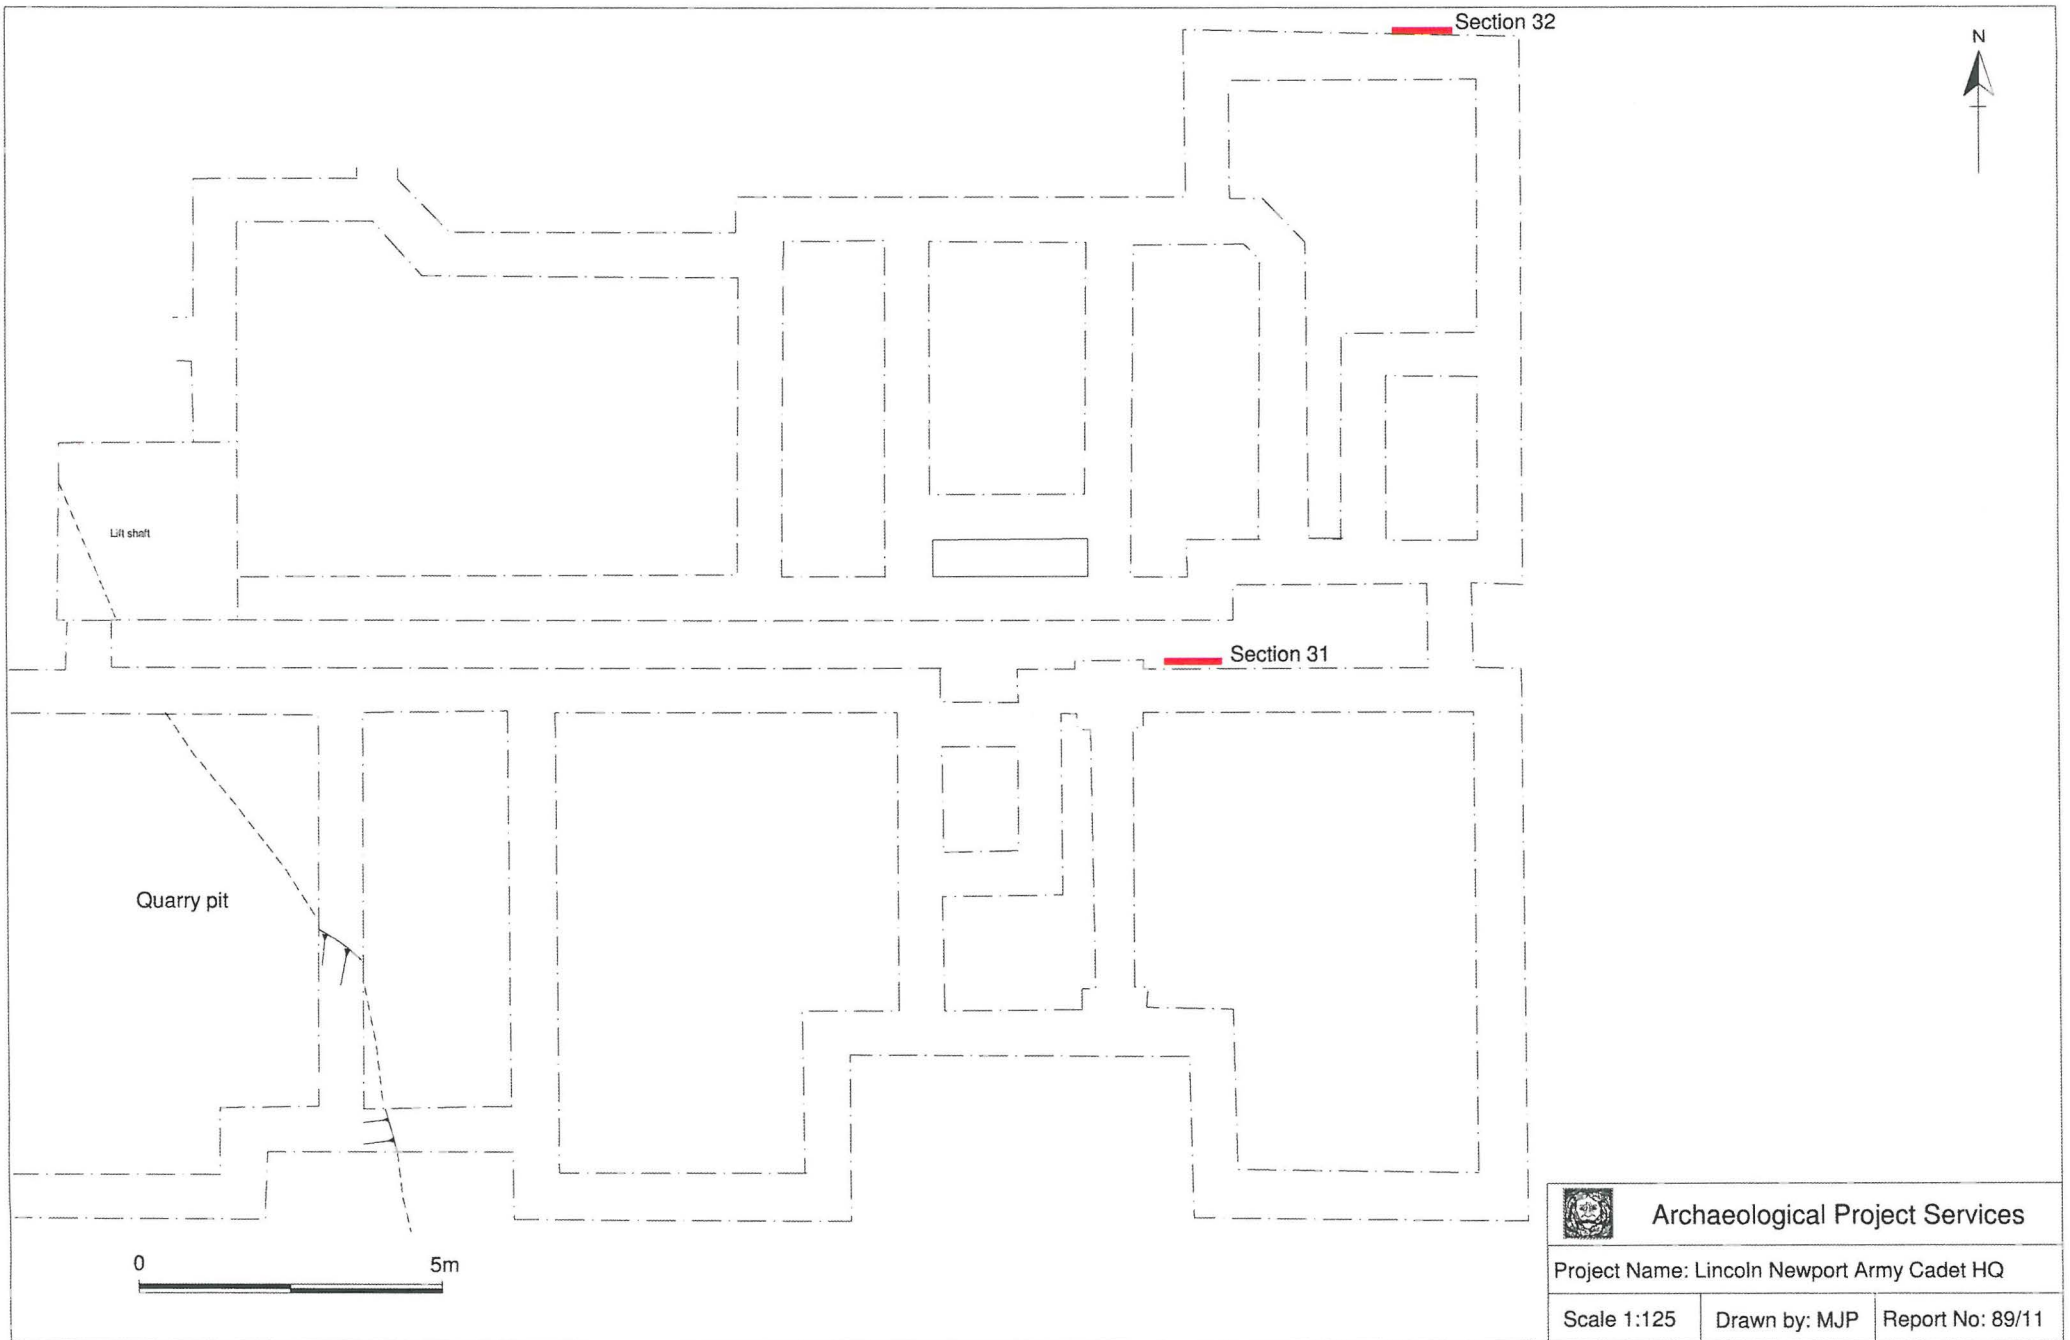 Section 32
N
Lift shaft
Section 31
Quarry pit
0 5m
Archaeological Project Services
Project Name: Lincoln Newport Army Cadet HQ
Scale 1:125 Drawn by: MJP Report No: 89/11